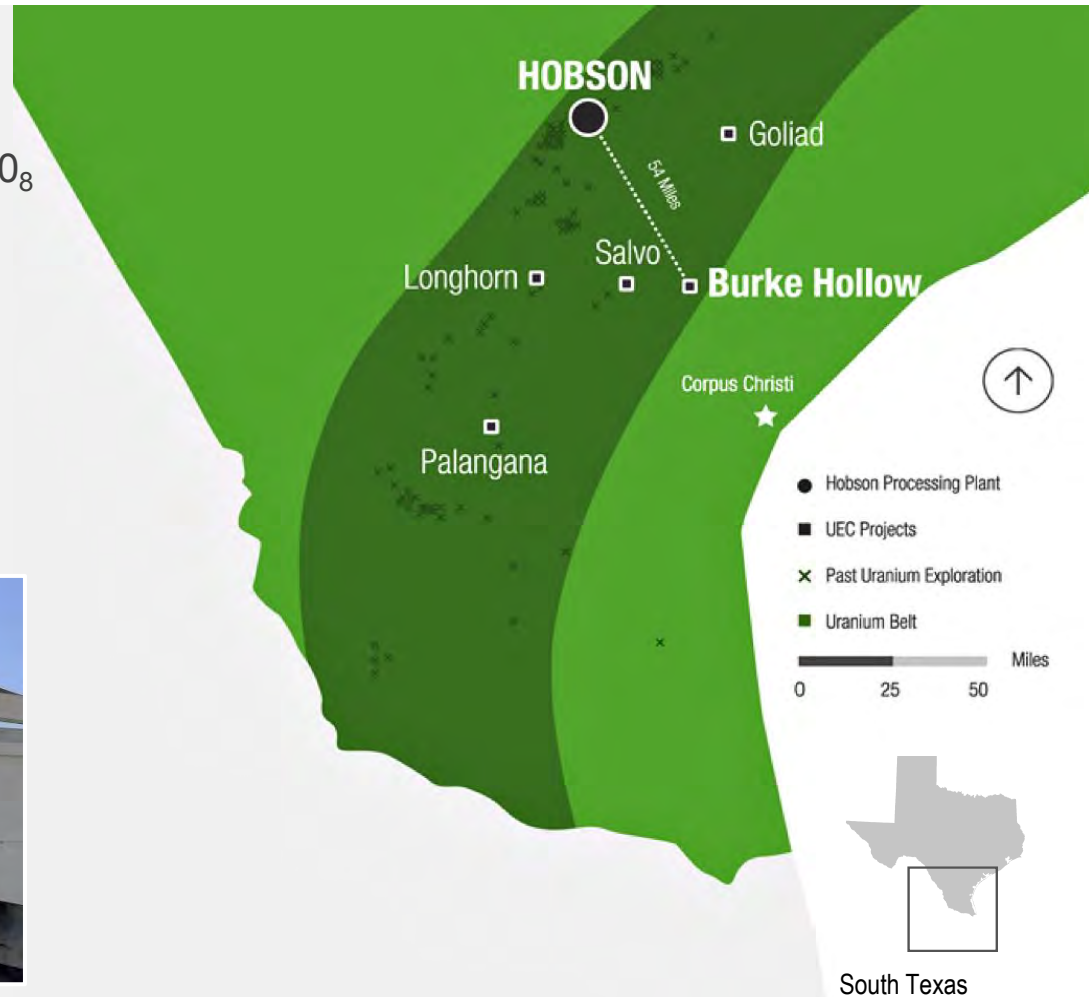 HOBSON
Goliad
O₈
54 Miles
Salvo
Longhorn
Burke Hollow
Corpus Christi
Palangana
Hobson Processing Plant
UEC Projects
Past Uranium Exploration
Uranium Belt
Miles
0 25 50
South Texas